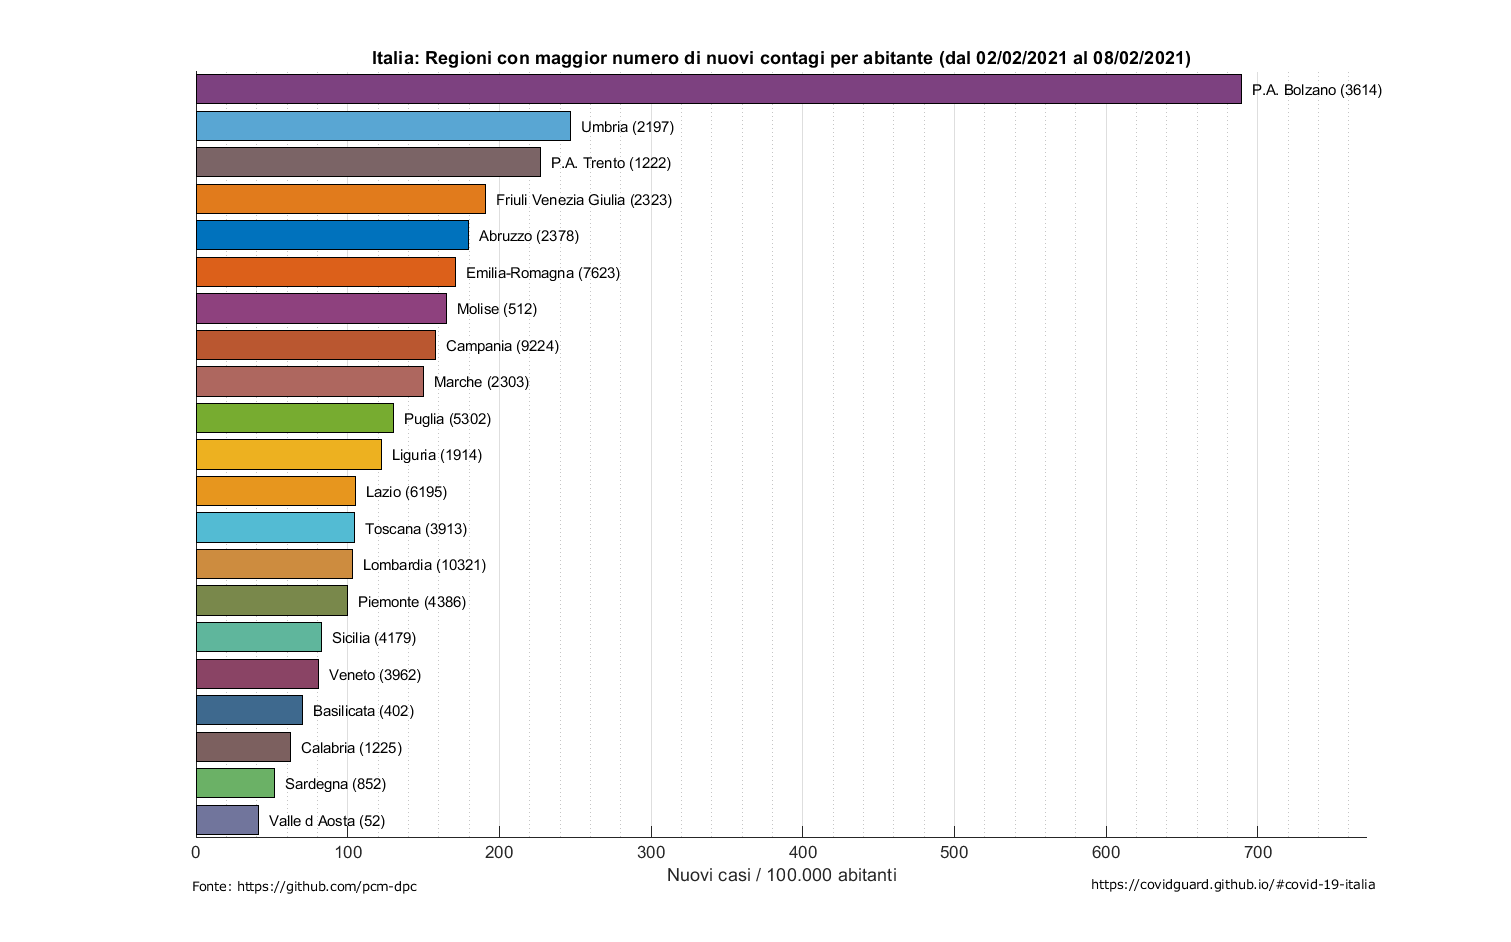 Italia: Regioni con maggior numero di nuovi contagi per abitante (dal 02/02/2021 al 08/02/2021)
P.A. Bolzano (3614)
Umbria (2197)
P.A. Trento (1222)
Friuli Venezia Giulia (2323)
Abruzzo (2378)
Emilia-Romagna (7623)
Molise (512)
Campania (9224)
Marche (2303)
Puglia (5302)
Liguria (1914)
Lazio (6195)
Toscana (3913)
Lombardia (10321)
Piemonte (4386)
Sicilia (4179)
Veneto (3962)
Basilicata (402)
Calabria (1225)
Sardegna (852)
Valle d Aosta (52)
0 100 200 300 400 500 600 700
Nuovi casi / 100.000 abitanti
Fonte: https://github.com/pcm-dpc
https://covidguard.github.io/#covid-19-italia